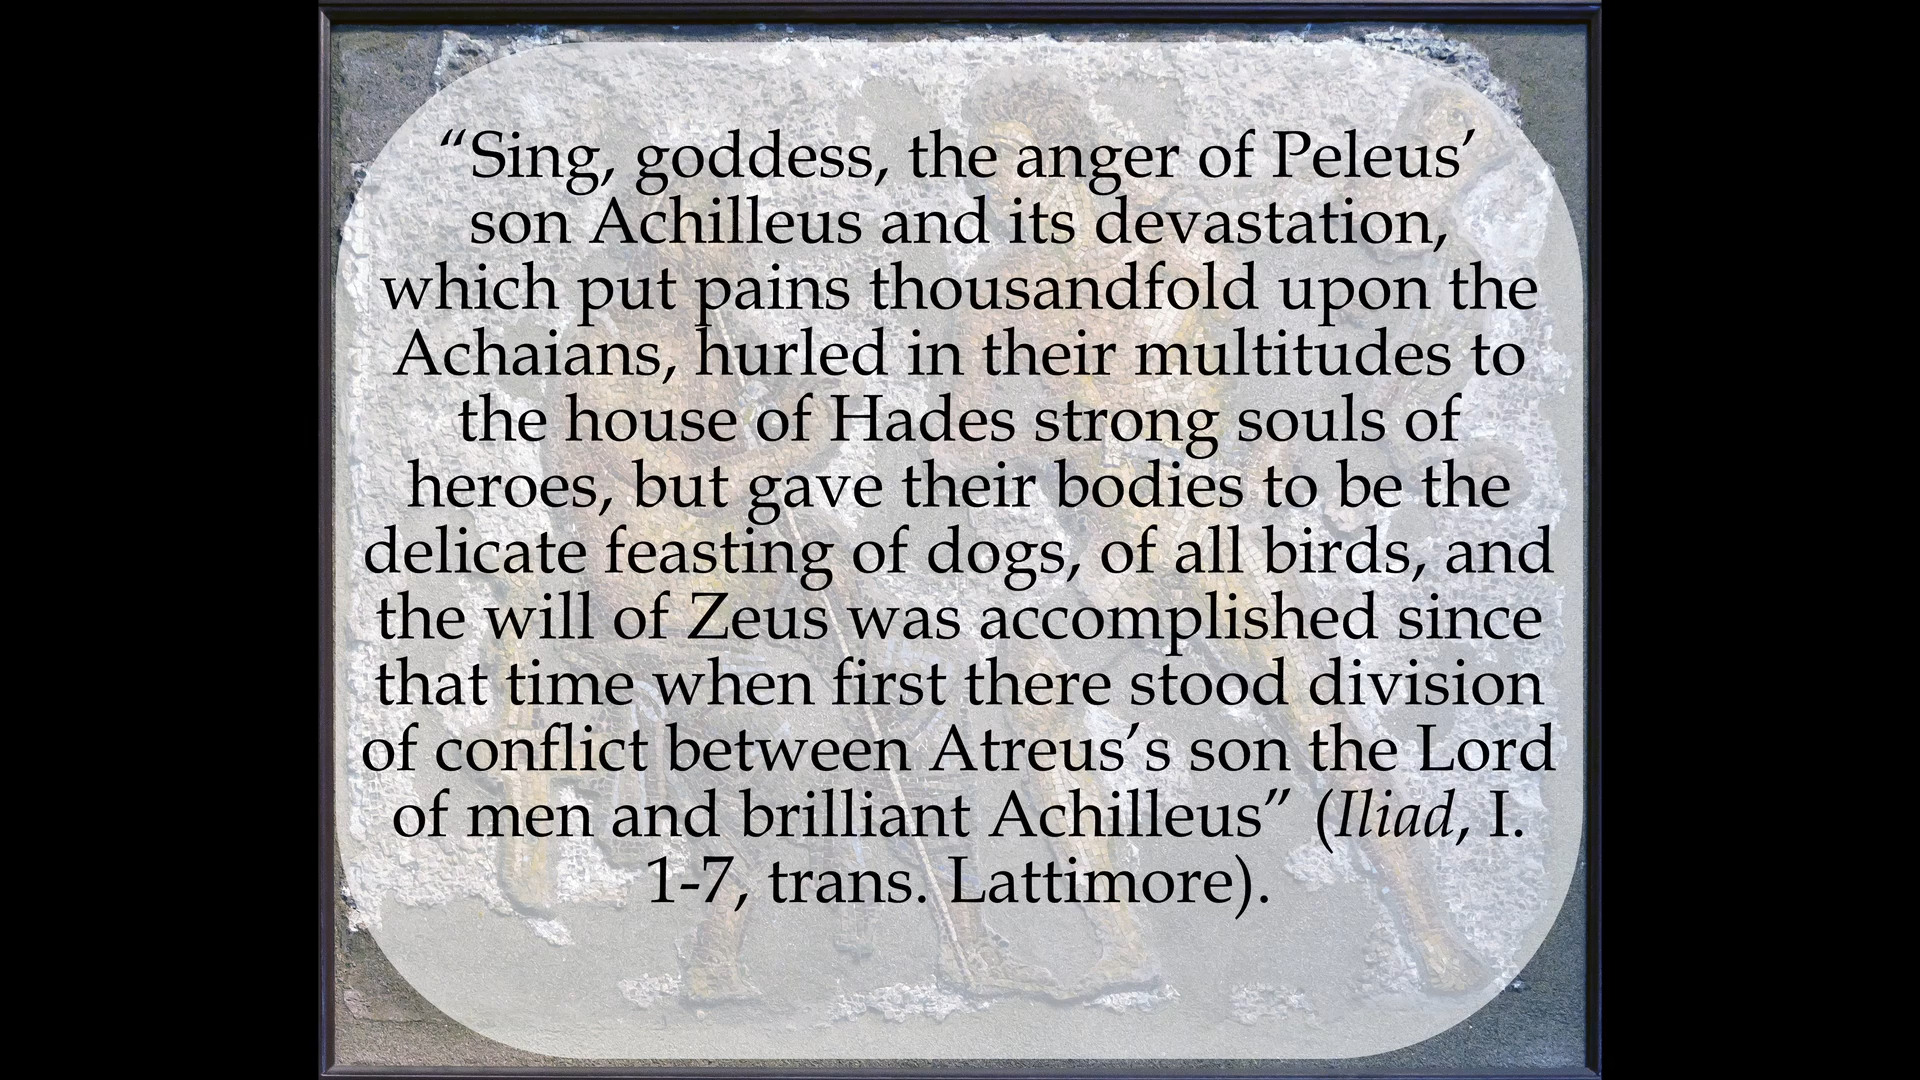 “Sing, goddess, the anger of Peleus’
son Achilleus and its devastation,
which put pains thousandfold upon the
Achaians, hurled in their multitudes to
the house of Hades strong souls of
heroes, but gave their bodies to be the
delicate feasting of dogs, of all birds, and
the will of Zeus was accomplished since
that time when first there stood division
of conflict between Atreus’s son the Lord
of men and brilliant Achilleus” (Iliad, I.
1-7, trans. Lattimore).